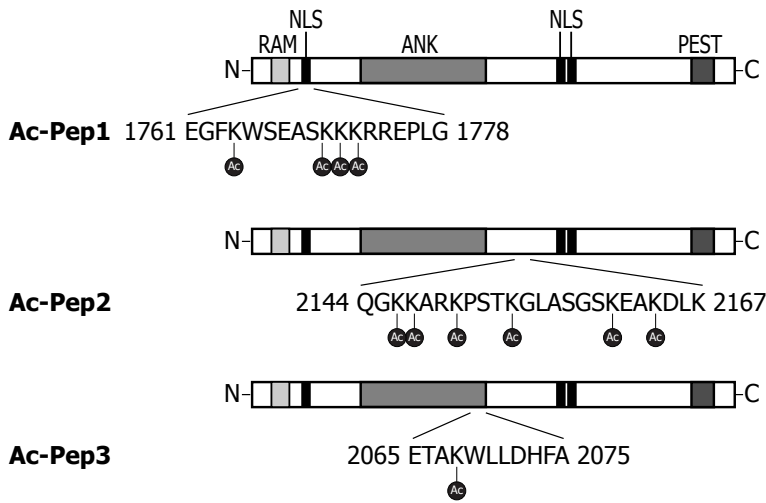 NLS NLS
RAM ANK PEST
N C
Ac-Pep1 1761 EGFKWSEASKKKRREPLG 1778
Ac Ac Ac Ac
N C
Ac-Pep2 2144 QGKKARKPSTKGLASGSKEAKDLK 2167
Ac Ac Ac Ac Ac Ac
N C
Ac-Pep3 2065 ETAKWLLDHFA 2075
Ac